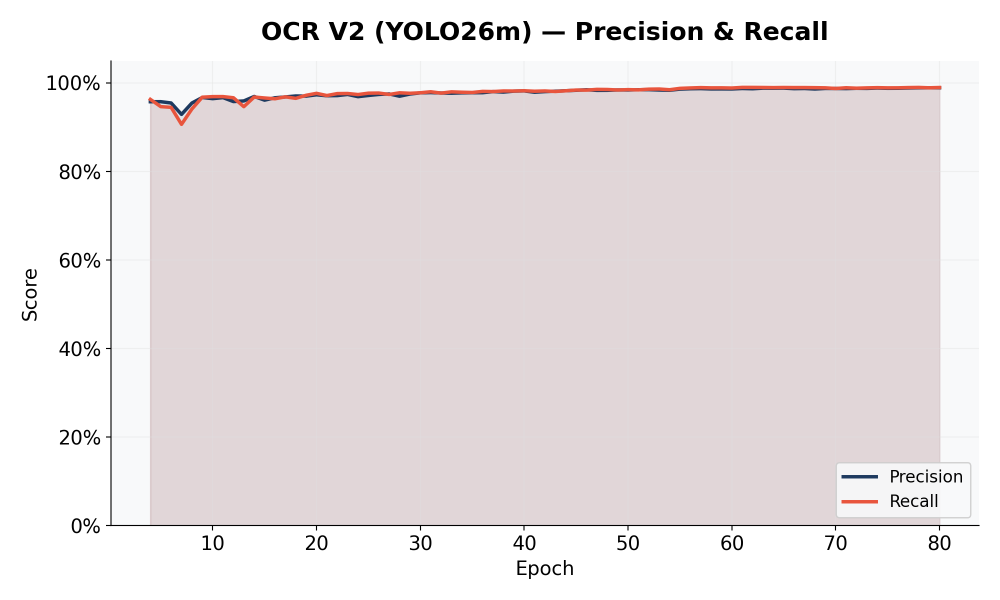 OCR V2 (YOLO26m) — Precision & Recall
100%
80%
60%
40%
20%
0%
Score
10 20 30 40 50 60 70 80
Epoch
Precision
Recall